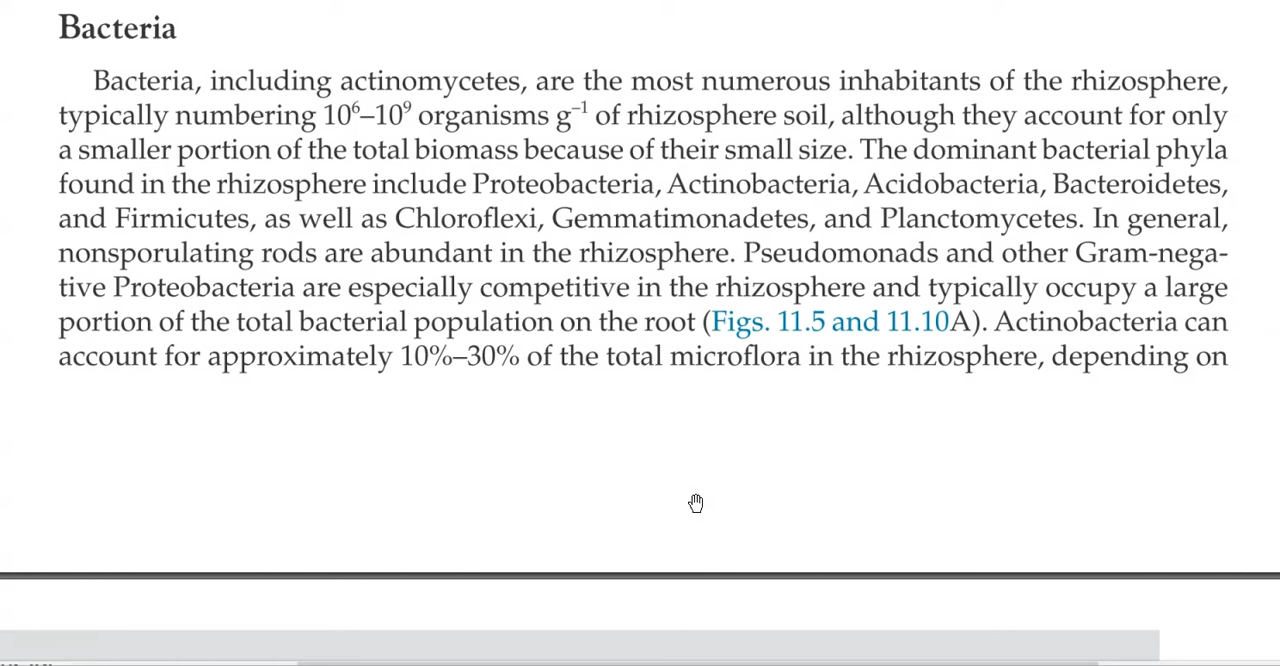 Bacteria
Bacteria, including actinomycetes, are the most numerous inhabitants of the rhizosphere,
typically numbering 10⁶–10⁹ organisms g⁻¹ of rhizosphere soil, although they account for only
a smaller portion of the total biomass because of their small size. The dominant bacterial phyla
found in the rhizosphere include Proteobacteria, Actinobacteria, Acidobacteria, Bacteroidetes,
and Firmicutes, as well as Chloroflexi, Gemmatimonadetes, and Planctomycetes. In general,
nonsporulating rods are abundant in the rhizosphere. Pseudomonads and other Gram-nega-
tive Proteobacteria are especially competitive in the rhizosphere and typically occupy a large
portion of the total bacterial population on the root (Figs. 11.5 and 11.10A). Actinobacteria can
account for approximately 10%–30% of the total microflora in the rhizosphere, depending on